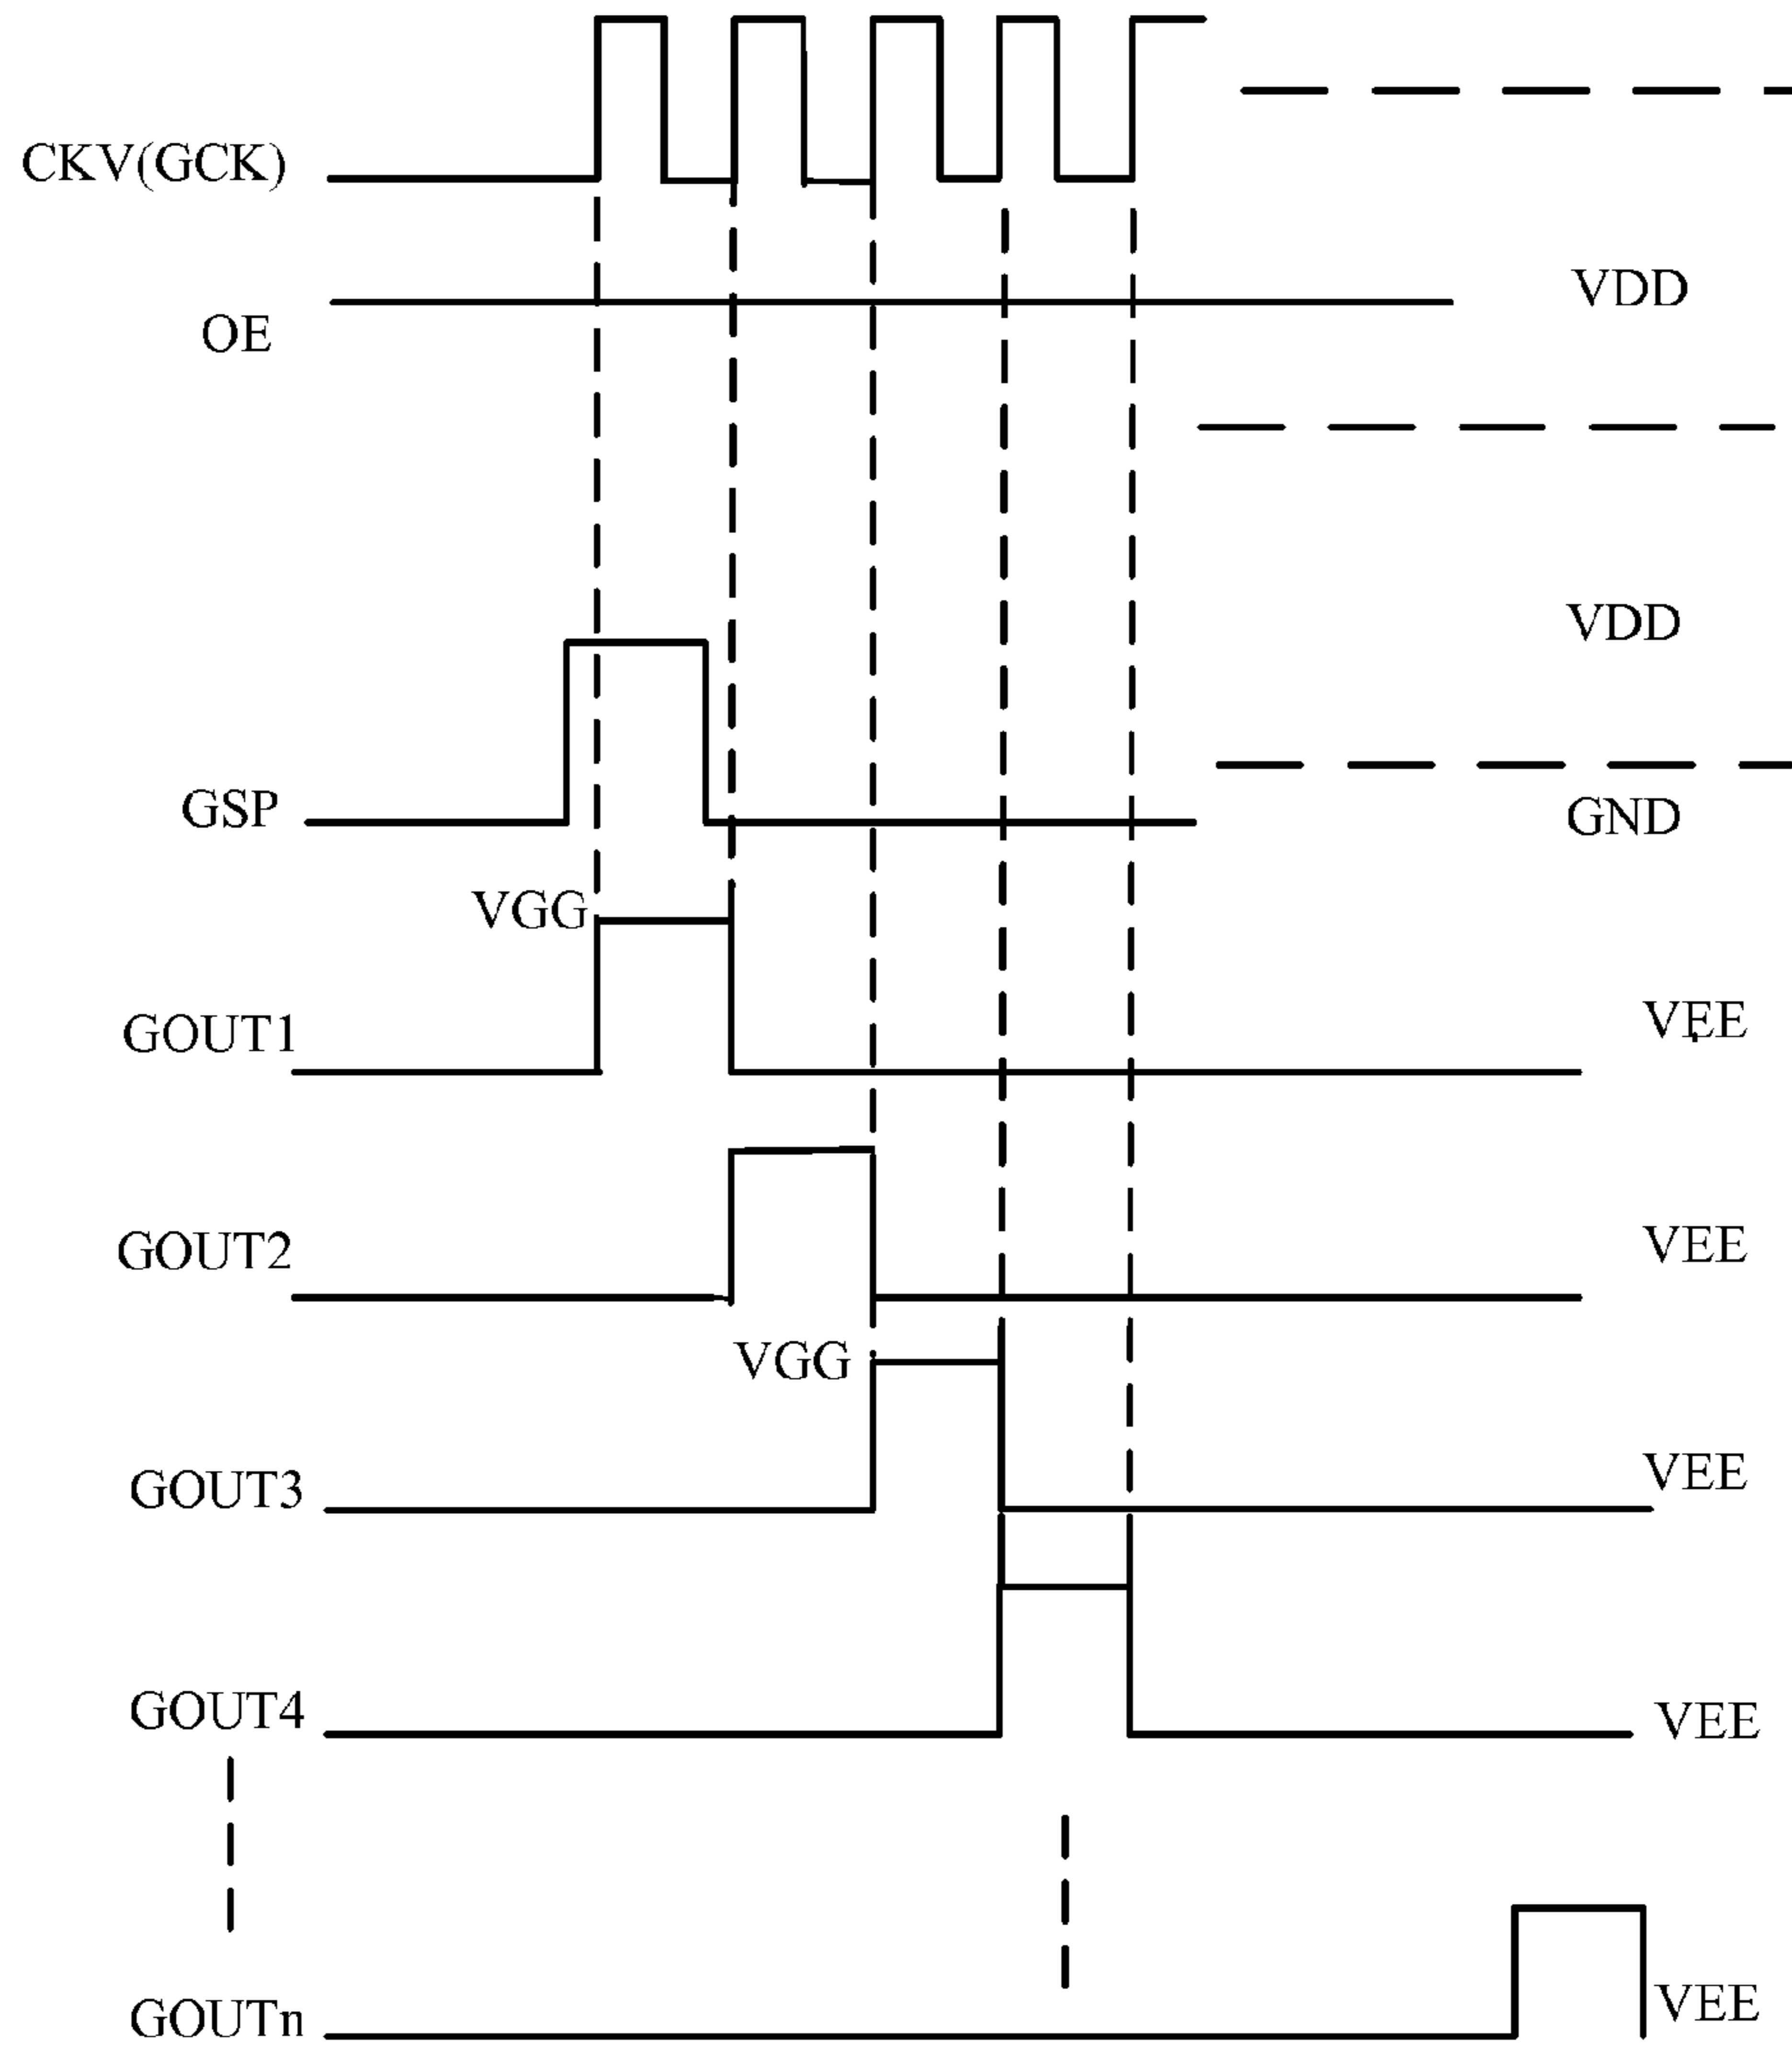 CKV(GCK)
OE
VDD
VDD
GSP
GND
VGG
GOUT1
VEE
GOUT2
VEE
VGG
GOUT3
VEE
GOUT4
VEE
GOUTn
VEE